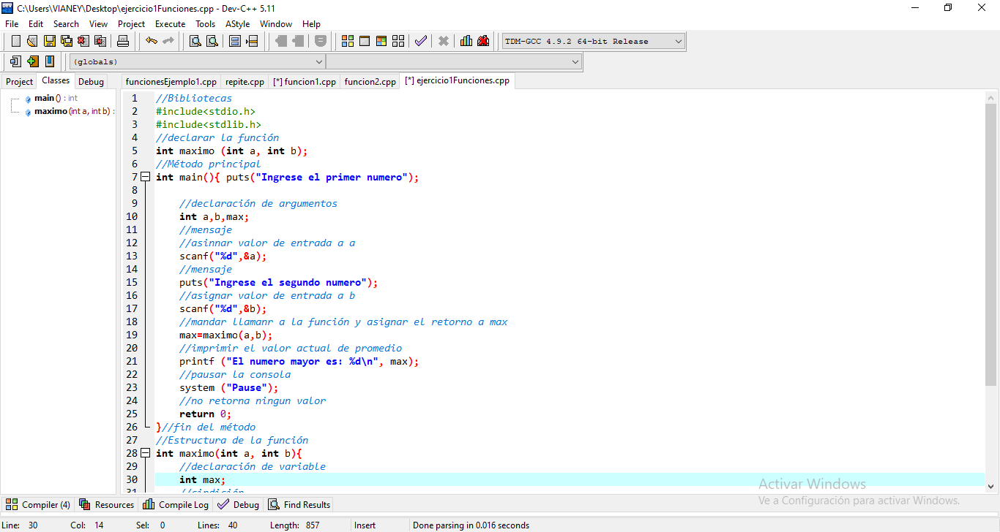 C:\Users\VIANEY\Desktop\ejercicio1Funciones.cpp - Dev-C++ 5.11
File Edit Search View Project Execute Tools AStyle Window Help
TDM-GCC 4.9.2 64-bit Release
(globals)
Project Classes Debug
funcionesEjemplo1.cpp repite.cpp [*] funcion1.cpp funcion2.cpp [*] ejercicio1Funciones.cpp
main () : int
maximo (int a, int b) :
1 //Bibliotecas
2 #include<stdio.h>
3 #include<stdlib.h>
4 //declarar la función
5 int maximo (int a, int b);
6 //Método principal
7 int main(){ puts("Ingrese el primer numero");
8
9 //declaración de argumentos
10 int a,b,max;
11 //mensaje
12 //asinnar valor de entrada a a
13 scanf("%d",&a);
14 //mensaje
15 puts("Ingrese el segundo numero");
16 //asignar valor de entrada a b
17 scanf("%d",&b);
18 //mandar llamanr a la función y asignar el retorno a max
19 max=maximo(a,b);
20 //imprimir el valor actual de promedio
21 printf ("El numero mayor es: %d\n", max);
22 //pausar la consola
23 system ("Pause");
24 //no retorna ningun valor
25 return 0;
26 }//fin del método
27 //Estructura de la función
28 int maximo(int a, int b){
29 //declaración de variable
30 int max;
31
Activar Windows
Ve a Configuración para activar Windows.
Compiler (4) Resources Compile Log Debug Find Results
Line: 30 Col: 14 Sel: 0 Lines: 40 Length: 857 Insert Done parsing in 0.016 seconds